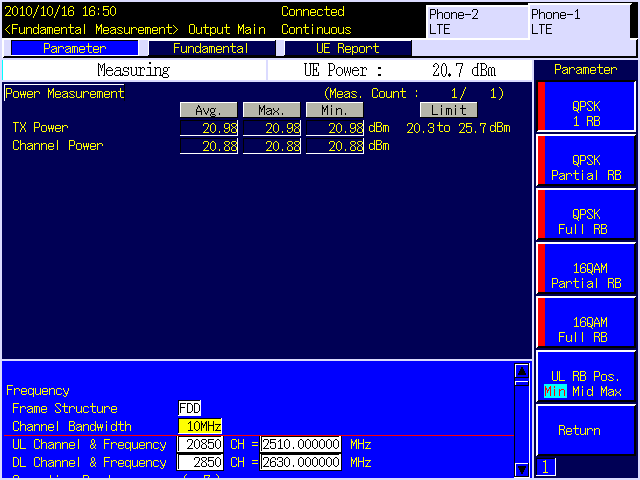 2010/10/16 16:50 Connected Phone-2 Phone-1
<Fundamental Measurement> Output Main Continuous LTE LTE
Parameter Fundamental UE Report
Measuring UE Power : 20.7 dBm Parameter
Power Measurement (Meas. Count : 1/ 1)
Avg. Max. Min. Limit
TX Power 20.98 20.98 20.98 dBm 20.3 to 25.7 dBm
Channel Power 20.88 20.88 20.88 dBm
QPSK
1 RB
QPSK
Partial RB
QPSK
Full RB
16QAM
Partial RB
16QAM
Full RB
UL RB Pos.
Min Mid Max
Return
1
Frequency
Frame Structure FDD
Channel Bandwidth 10MHz
UL Channel & Frequency 20850 CH = 2510.000000 MHz
DL Channel & Frequency 2850 CH = 2630.000000 MHz